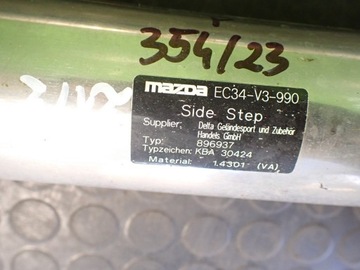 354/23
mazda EC34-V3-990
Side Step
Supplier: Delta Geländesport und Zubehör
Handels GmbH
Typ: 896937
Typzeichen: KBA 30424
Material: 1.4301 (VA)